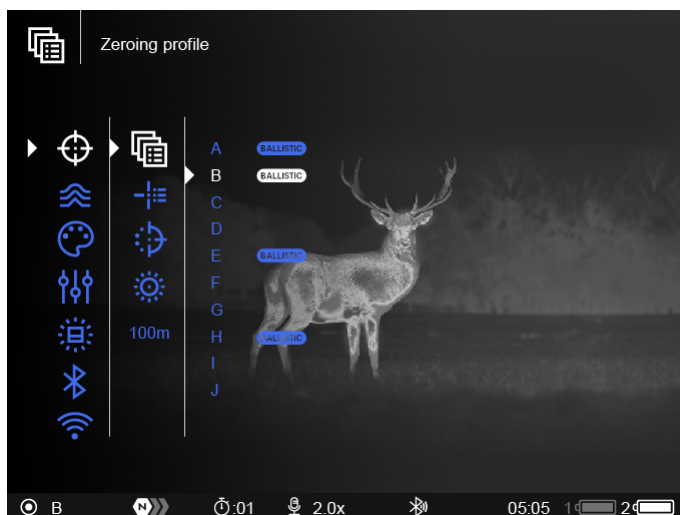 Zeroing profile
A BALLISTIC
B BALLISTIC
C
D
E BALLISTIC
F
G
100m
H BALLISTIC
I
J
B N :01 2.0x 05:05 1 2